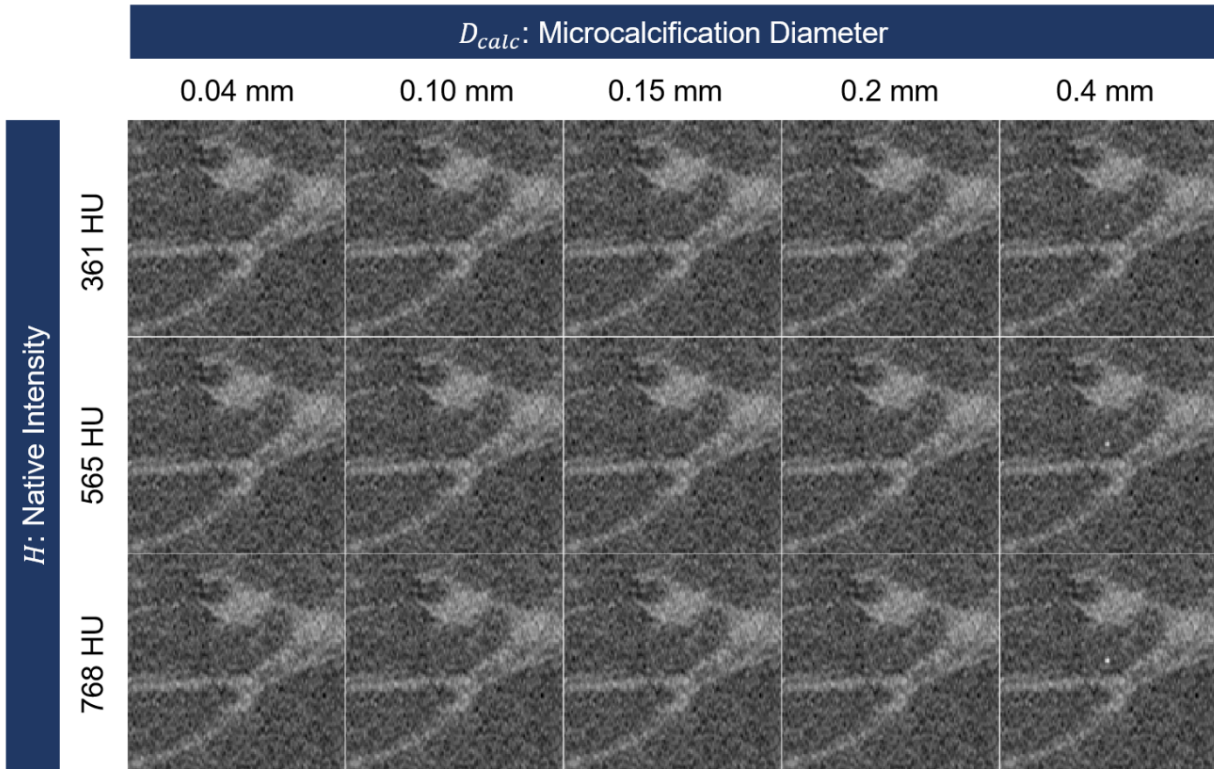 D_calc: Microcalcification Diameter
0.04 mm 0.10 mm 0.15 mm 0.2 mm 0.4 mm
H: Native Intensity
361 HU
565 HU
768 HU